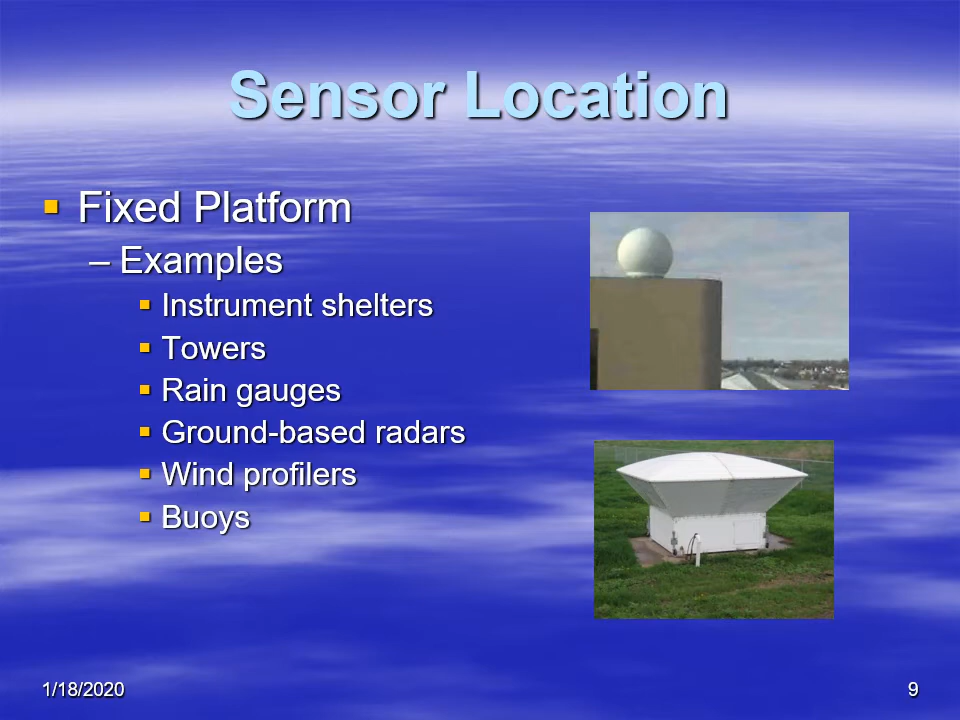 Sensor Location
Fixed Platform
– Examples
Instrument shelters
Towers
Rain gauges
Ground-based radars
Wind profilers
Buoys
1/18/2020
9